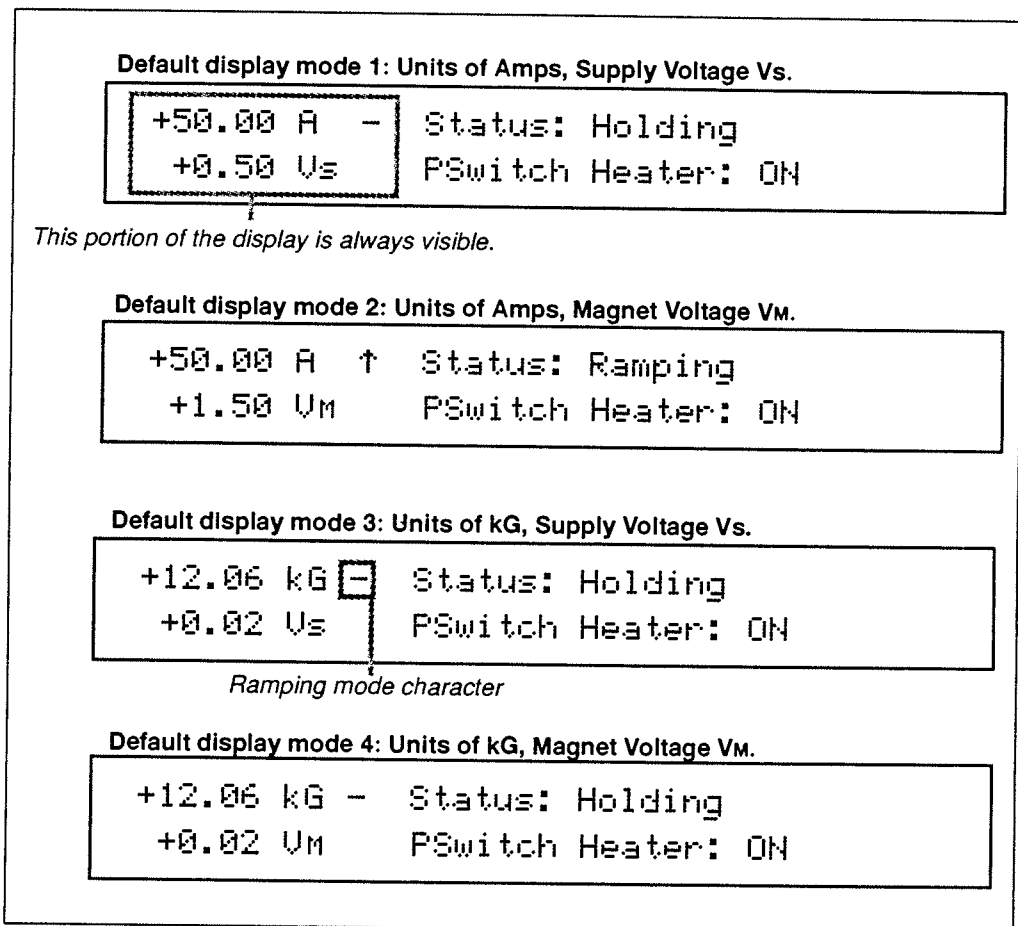 Default display mode 1: Units of Amps, Supply Voltage Vs.
+50.00 A – Status: Holding
+0.50 Vs PSwitch Heater: ON
This portion of the display is always visible.
Default display mode 2: Units of Amps, Magnet Voltage VM.
+50.00 A ↑ Status: Ramping
+1.50 VM PSwitch Heater: ON
Default display mode 3: Units of kG, Supply Voltage Vs.
+12.06 kG – Status: Holding
+0.02 Vs PSwitch Heater: ON
Ramping mode character
Default display mode 4: Units of kG, Magnet Voltage VM.
+12.06 kG – Status: Holding
+0.02 VM PSwitch Heater: ON